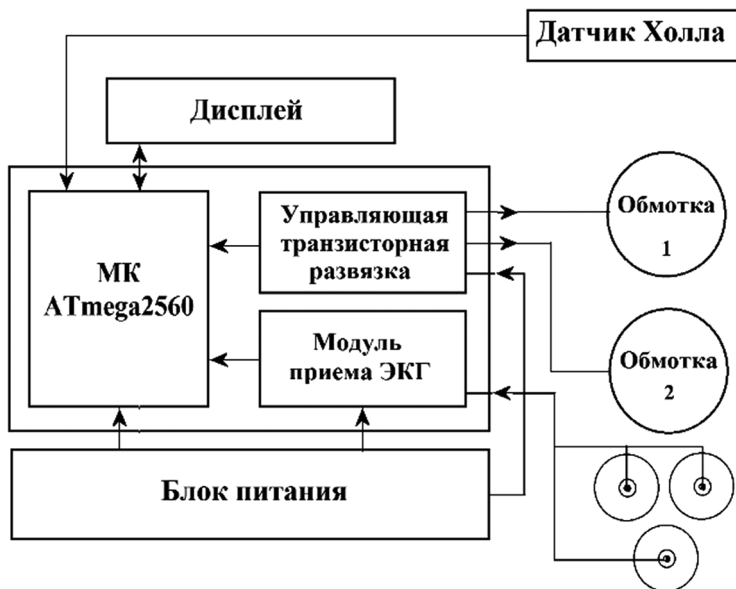 Датчик Холла
Дисплей
МК
ATmega2560
Управляющая
транзисторная
развязка
Обмотка
1
Модуль
приема ЭКГ
Обмотка
2
Блок питания